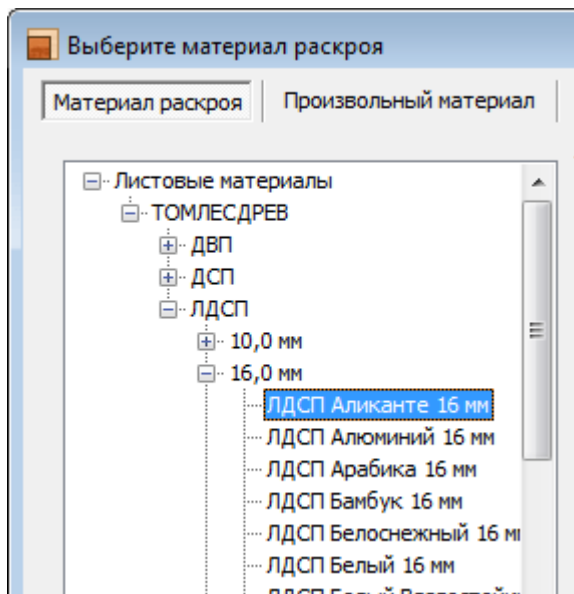 Выберите материал раскроя
Материал раскроя Произвольный материал
Листовые материалы
ТОМЛЕСДРЕВ
ДВП
ДСП
ЛДСП
10,0 мм
16,0 мм
ЛДСП Аликанте 16 мм
ЛДСП Алюминий 16 мм
ЛДСП Арабика 16 мм
ЛДСП Бамбук 16 мм
ЛДСП Белоснежный 16
ЛДСП Белый 16 мм
ЛДСП Белый